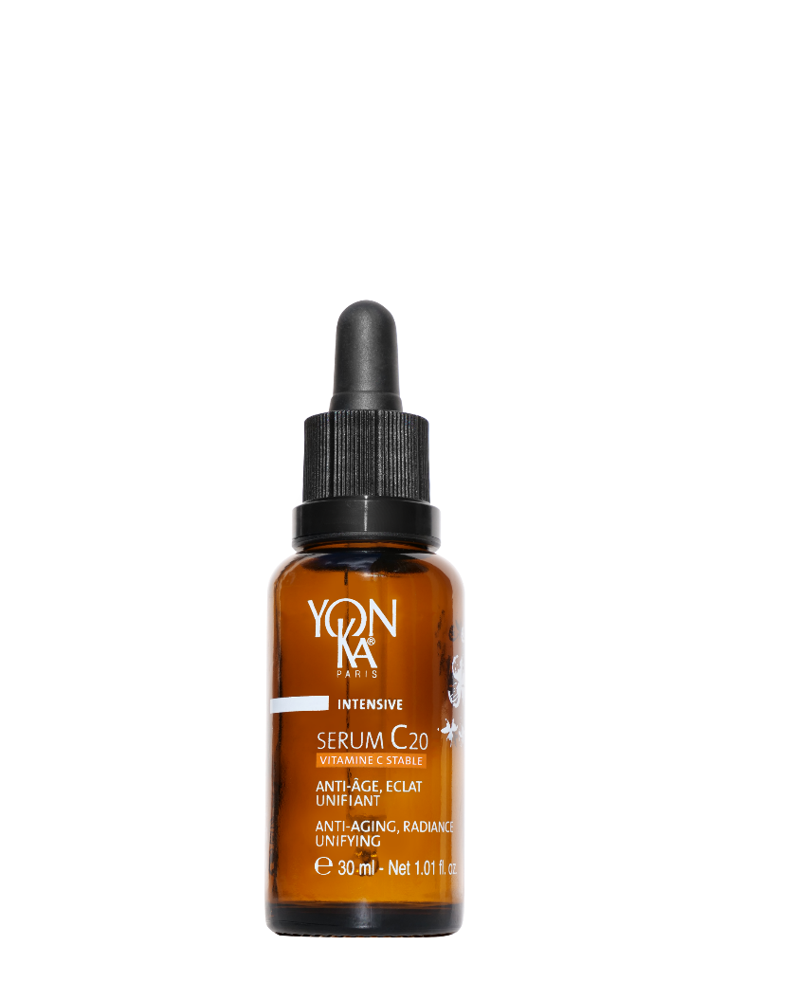 YON
KA®
PARIS
INTENSIVE
SERUM C20
VITAMINE C STABLE
ANTI-ÂGE, ECLAT
UNIFIANT
ANTI-AGING, RADIANCE
UNIFYING
℮ 30 ml - Net 1.01 fl. oz.